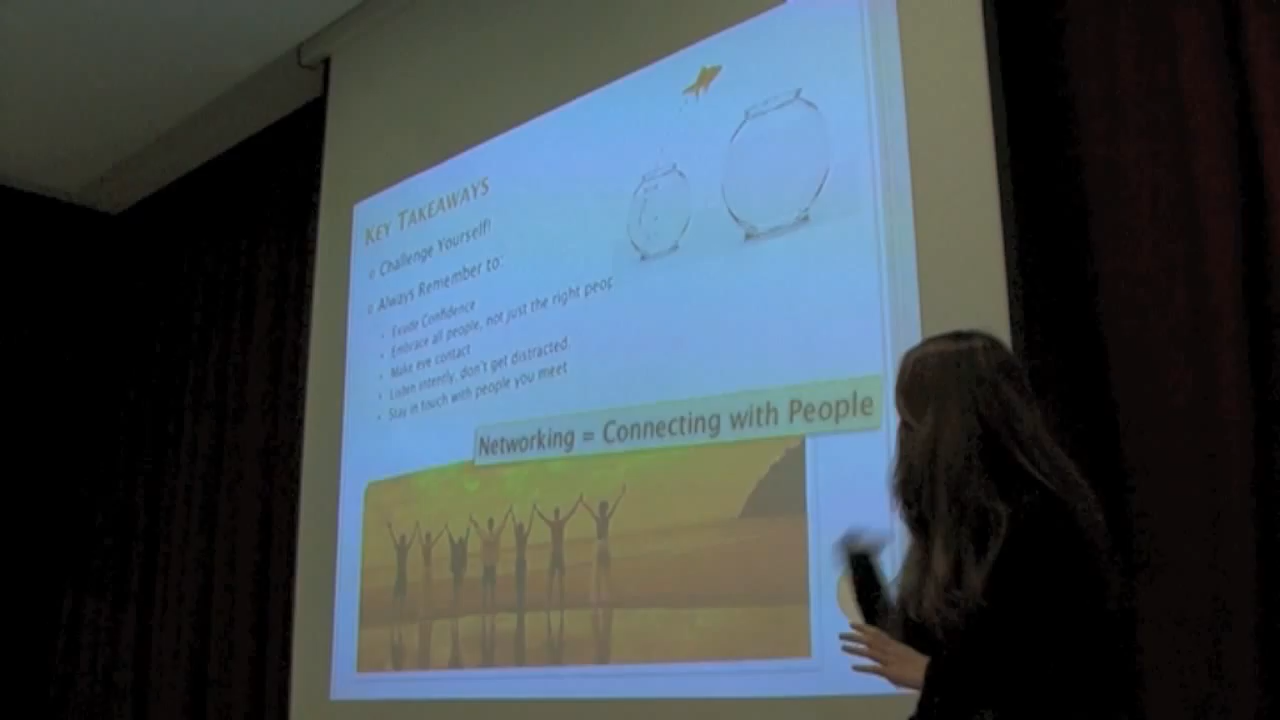 KEY TAKEAWAYS
Challenge Yourself!
Always Remember to:
Exude Confidence
Embrace all people, not just the right peop
Make eye contact
Listen intently, don't get distracted
Stay in touch with people you meet
Networking = Connecting with People